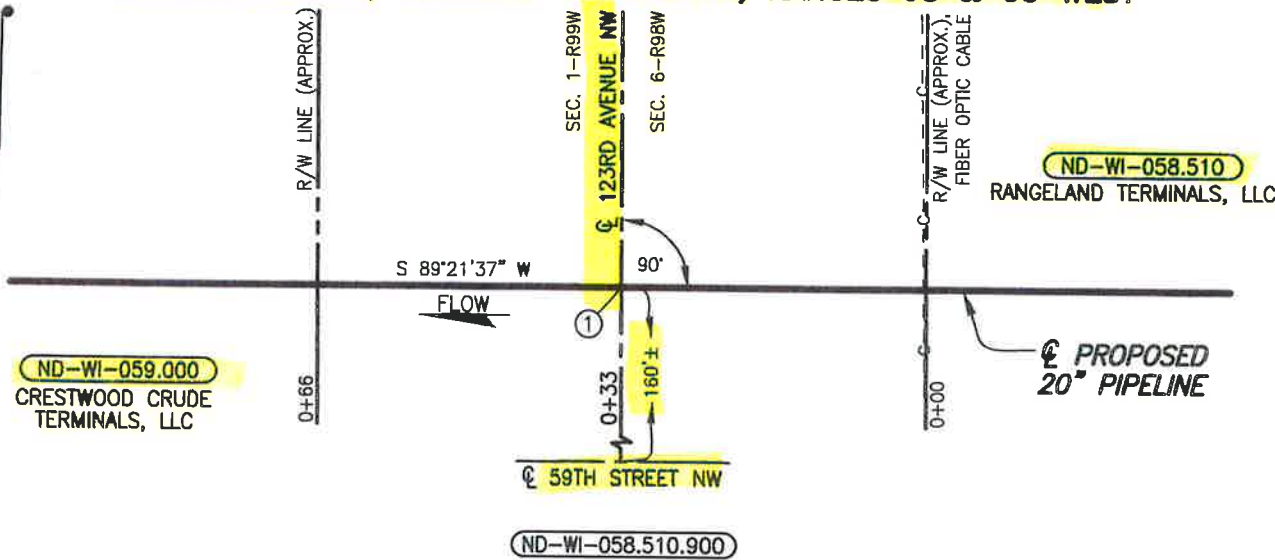 SEC. 1-R99W
℄ 123RD AVENUE NW
SEC. 6-R98W
R/W LINE (APPROX.)
R/W LINE (APPROX.),
FIBER OPTIC CABLE
C
C
C
C
ND-WI-058.510
RANGELAND TERMINALS, LLC
S 89°21'37" W
90°
FLOW
1
℄ PROPOSED
20" PIPELINE
ND-WI-059.000
CRESTWOOD CRUDE
TERMINALS, LLC
0+66
0+33
160'±
0+00
℄ 59TH STREET NW
ND-WI-058.510.900